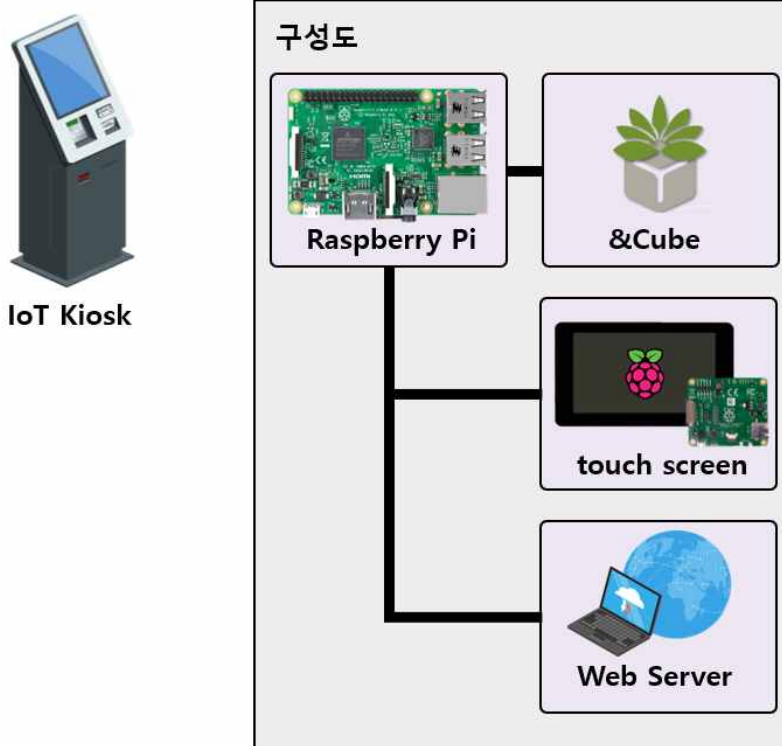 구성도
Raspberry Pi
&Cube
IoT Kiosk
touch screen
Web Server